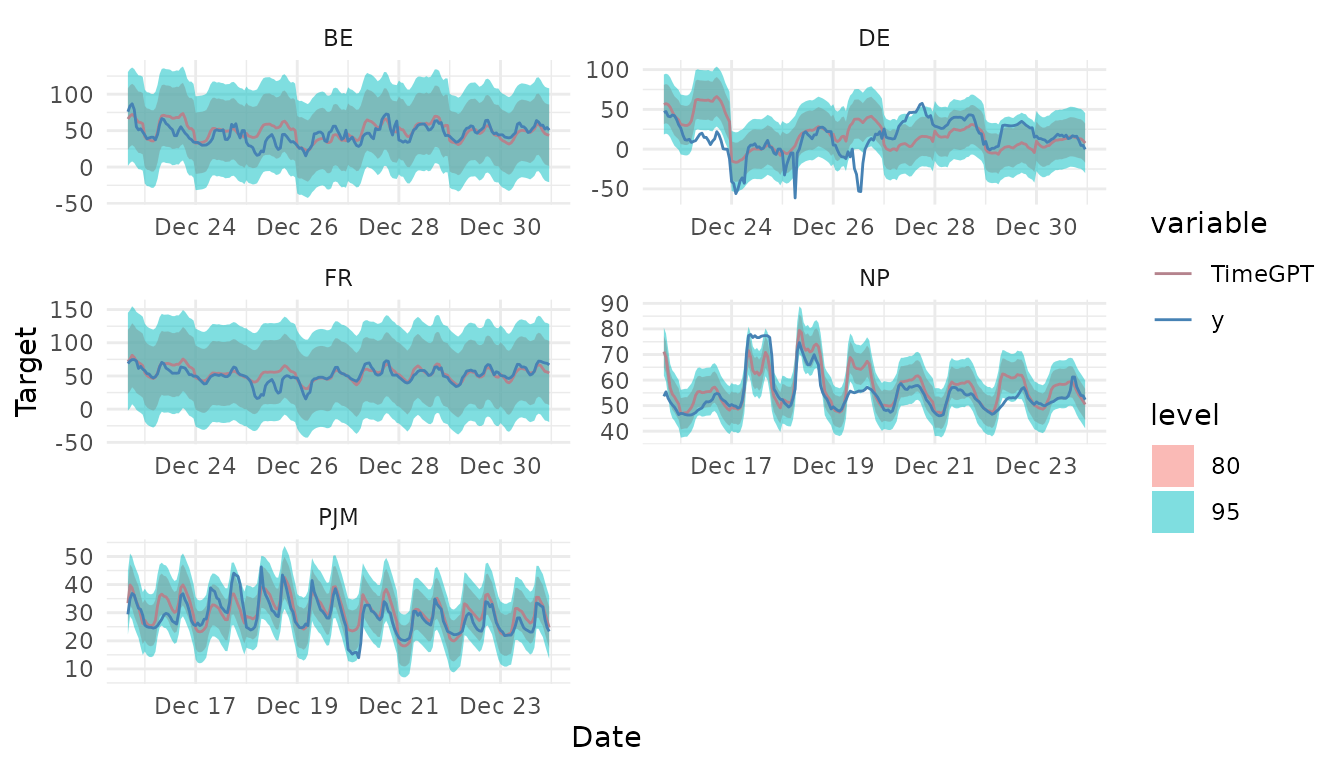 BE
100
50
0
-50
Dec 24 Dec 26 Dec 28 Dec 30
DE
100
50
0
-50
Dec 24 Dec 26 Dec 28 Dec 30
FR
150
100
50
0
-50
Dec 24 Dec 26 Dec 28 Dec 30
NP
90
80
70
60
50
40
Dec 17 Dec 19 Dec 21 Dec 23
PJM
50
40
30
20
10
Dec 17 Dec 19 Dec 21 Dec 23
Target
Date
variable
TimeGPT
y
level
80
95